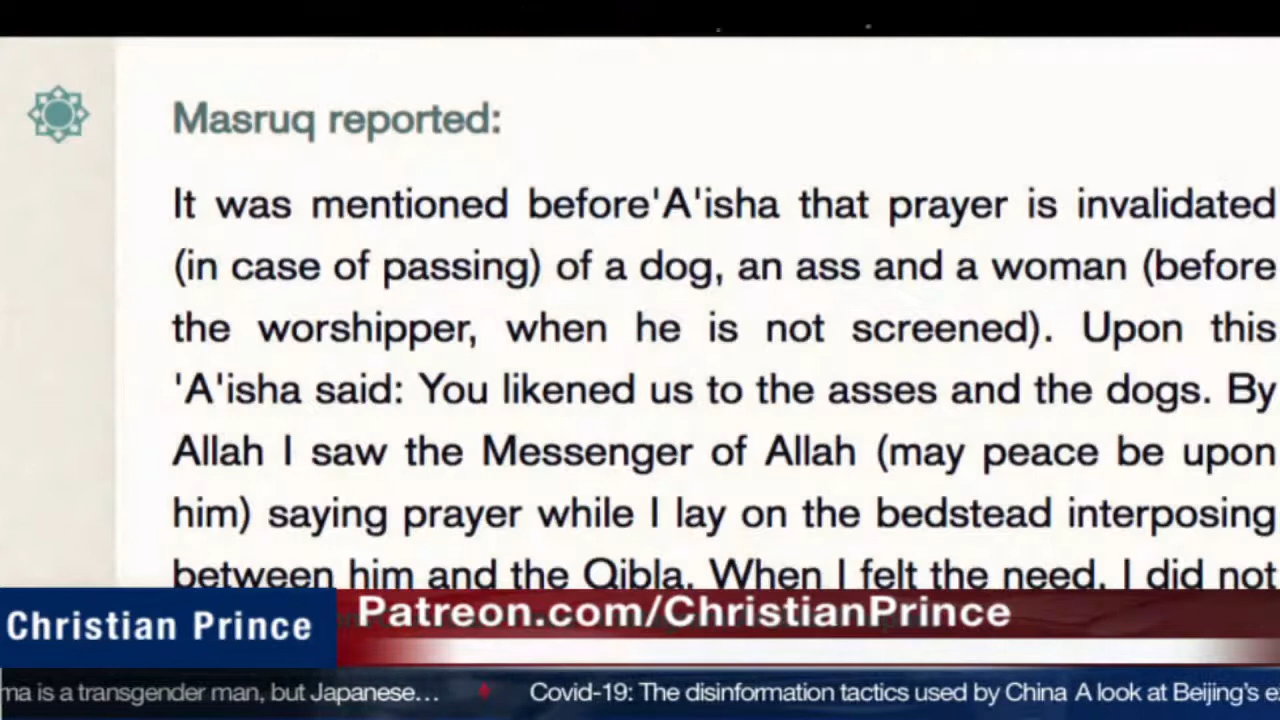 Masruq reported:
It was mentioned before'A'isha that prayer is invalidated
(in case of passing) of a dog, an ass and a woman (before
the worshipper, when he is not screened). Upon this
'A'isha said: You likened us to the asses and the dogs. By
Allah I saw the Messenger of Allah (may peace be upon
him) saying prayer while I lay on the bedstead interposing
between him and the Qibla. When I felt the need, I did not
Christian Prince
Patreon.com/ChristianPrince
ma is a transgender man, but Japanese... Covid-19: The disinformation tactics used by China A look at Beijing's e